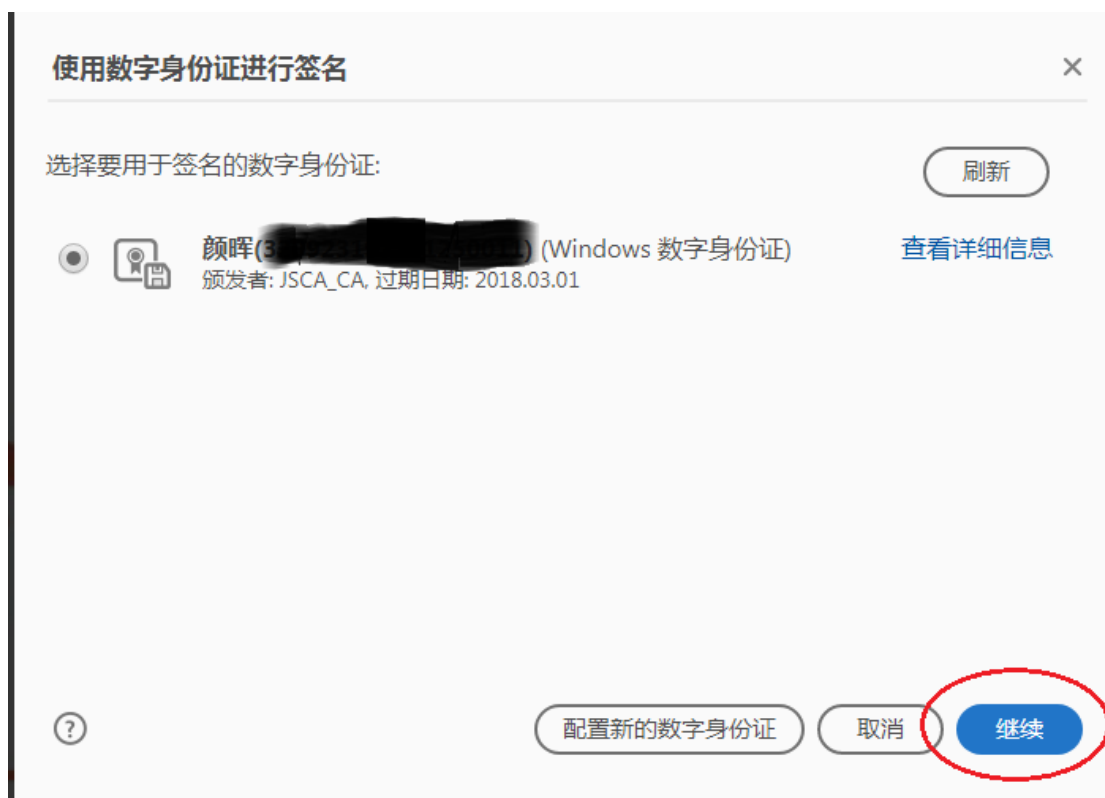 使用数字身份证进行签名
选择要用于签名的数字身份证:
刷新
颜晖( (Windows 数字身份证)
查看详细信息
颁发者: JSCA_CA, 过期日期: 2018.03.01
配置新的数字身份证
取消
继续